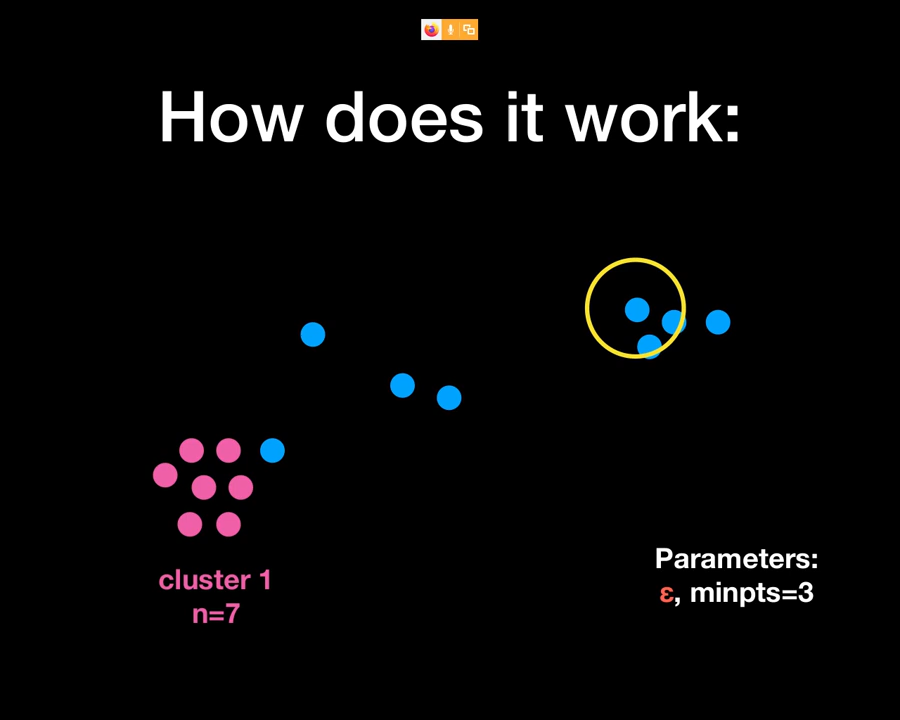 How does it work:
cluster 1
n=7
Parameters:
ε, minpts=3